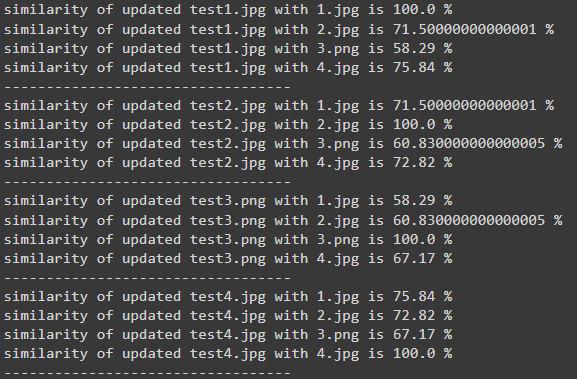 similarity of updated test1.jpg with 1.jpg is 100.0 %
similarity of updated test1.jpg with 2.jpg is 71.50000000000001 %
similarity of updated test1.jpg with 3.png is 58.29 %
similarity of updated test1.jpg with 4.jpg is 75.84 %
----------------------------------
similarity of updated test2.jpg with 1.jpg is 71.50000000000001 %
similarity of updated test2.jpg with 2.jpg is 100.0 %
similarity of updated test2.jpg with 3.png is 60.830000000000005 %
similarity of updated test2.jpg with 4.jpg is 72.82 %
----------------------------------
similarity of updated test3.png with 1.jpg is 58.29 %
similarity of updated test3.png with 2.jpg is 60.830000000000005 %
similarity of updated test3.png with 3.png is 100.0 %
similarity of updated test3.png with 4.jpg is 67.17 %
----------------------------------
similarity of updated test4.jpg with 1.jpg is 75.84 %
similarity of updated test4.jpg with 2.jpg is 72.82 %
similarity of updated test4.jpg with 3.png is 67.17 %
similarity of updated test4.jpg with 4.jpg is 100.0 %
----------------------------------